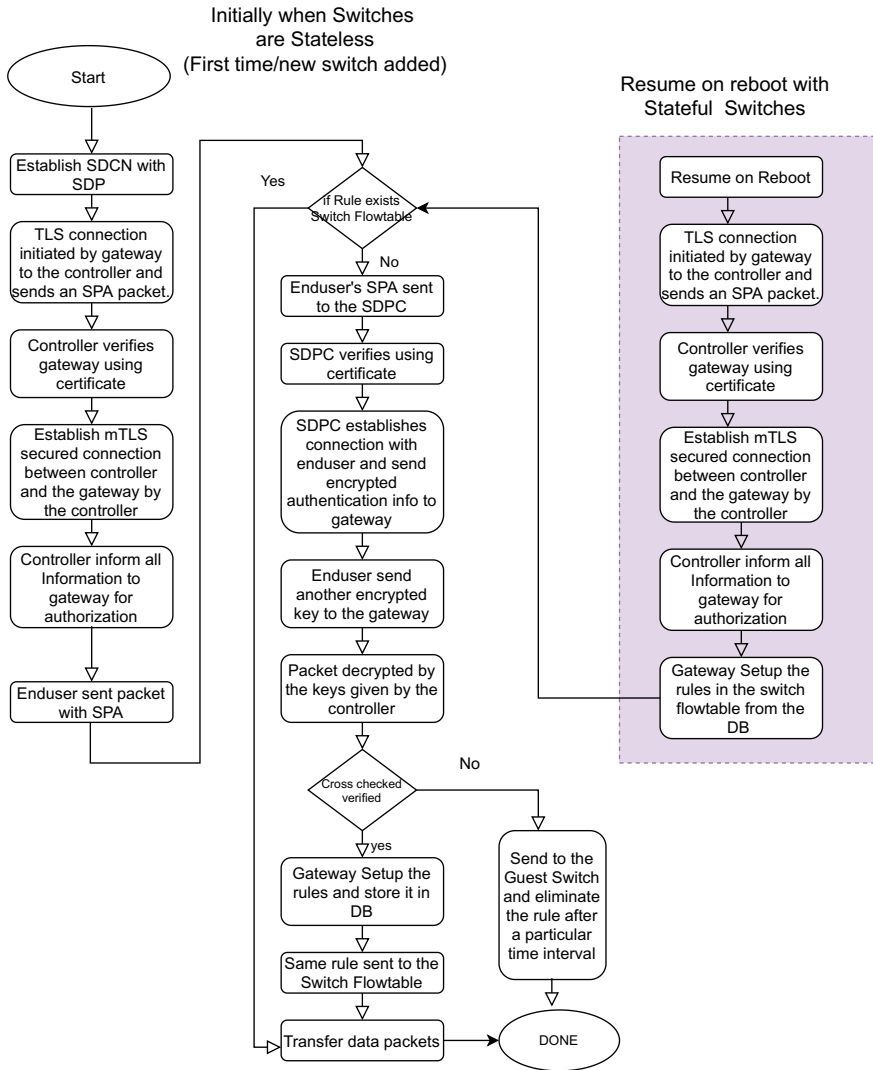 Initially when Switches
are Stateless
(First time/new switch added)
Start
Establish SDCN with
SDP
TLS connection
initiated by gateway
to the controller and
sends an SPA packet.
Controller verifies
gateway using
certificate
Establish mTLS
secured connection
between controller
and the gateway by
the controller
Controller inform all
Information to
gateway for
authorization
Enduser sent packet
with SPA
Yes
if Rule exists
Switch Flowtable
No
Enduser's SPA sent
to the SDPC
SDPC verifies using
certificate
SDPC establishes
connection with
enduser and send
encrypted
authentication info to
gateway
Enduser send
another encrypted
key to the gateway
Packet decrypted by
the keys given by the
controller
Cross checked
verified
No
yes
Gateway Setup the
rules and store it in
DB
Same rule sent to the
Switch Flowtable
Transfer data packets
Send to the
Guest Switch
and eliminate
the rule after
a particular
time interval
DONE
Resume on reboot with
Stateful Switches
Resume on Reboot
TLS connection
initiated by gateway
to the controller and
sends an SPA packet.
Controller verifies
gateway using
certificate
Establish mTLS
secured connection
between controller
and the gateway by
the controller
Controller inform all
Information to
gateway for
authorization
Gateway Setup the
rules in the switch
flowtable from the
DB